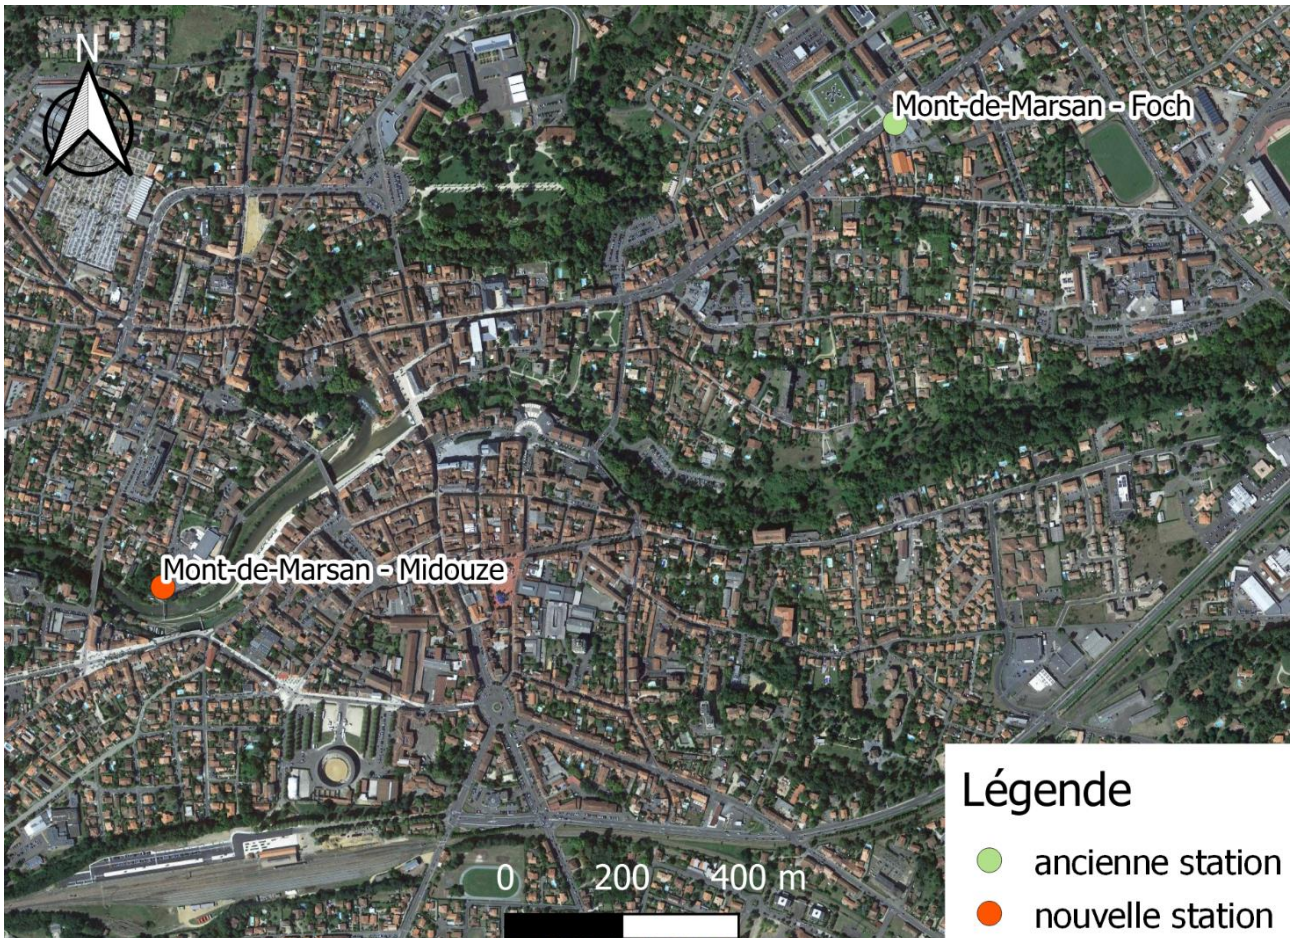 N
Mont-de-Marsan - Foch
Mont-de-Marsan - Midouze
Légende
ancienne station
nouvelle station
0 200 400 m